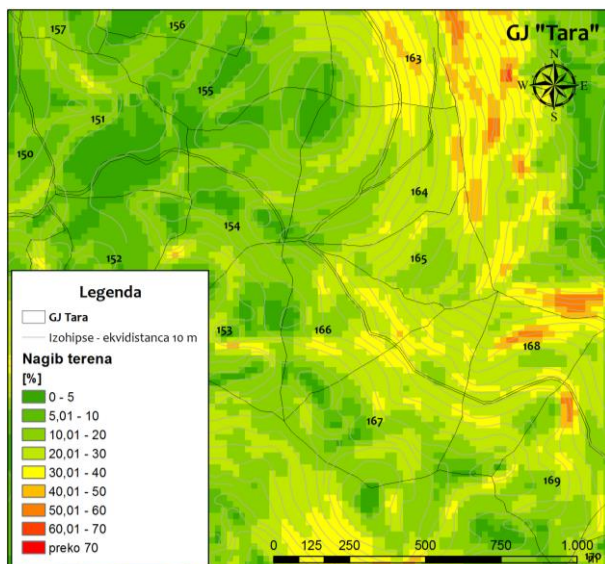 GJ "Tara"
N
W E
S
157
156
163
155
151
150
164
154
152
165
153
166
168
167
169
170
Legenda
GJ Tara
Izohipse - ekvidistanca 10 m
Nagib terena
[%]
0 - 5
5,01 - 10
10,01 - 20
20,01 - 30
30,01 - 40
40,01 - 50
50,01 - 60
60,01 - 70
preko 70
0 125 250 500 750 1.000